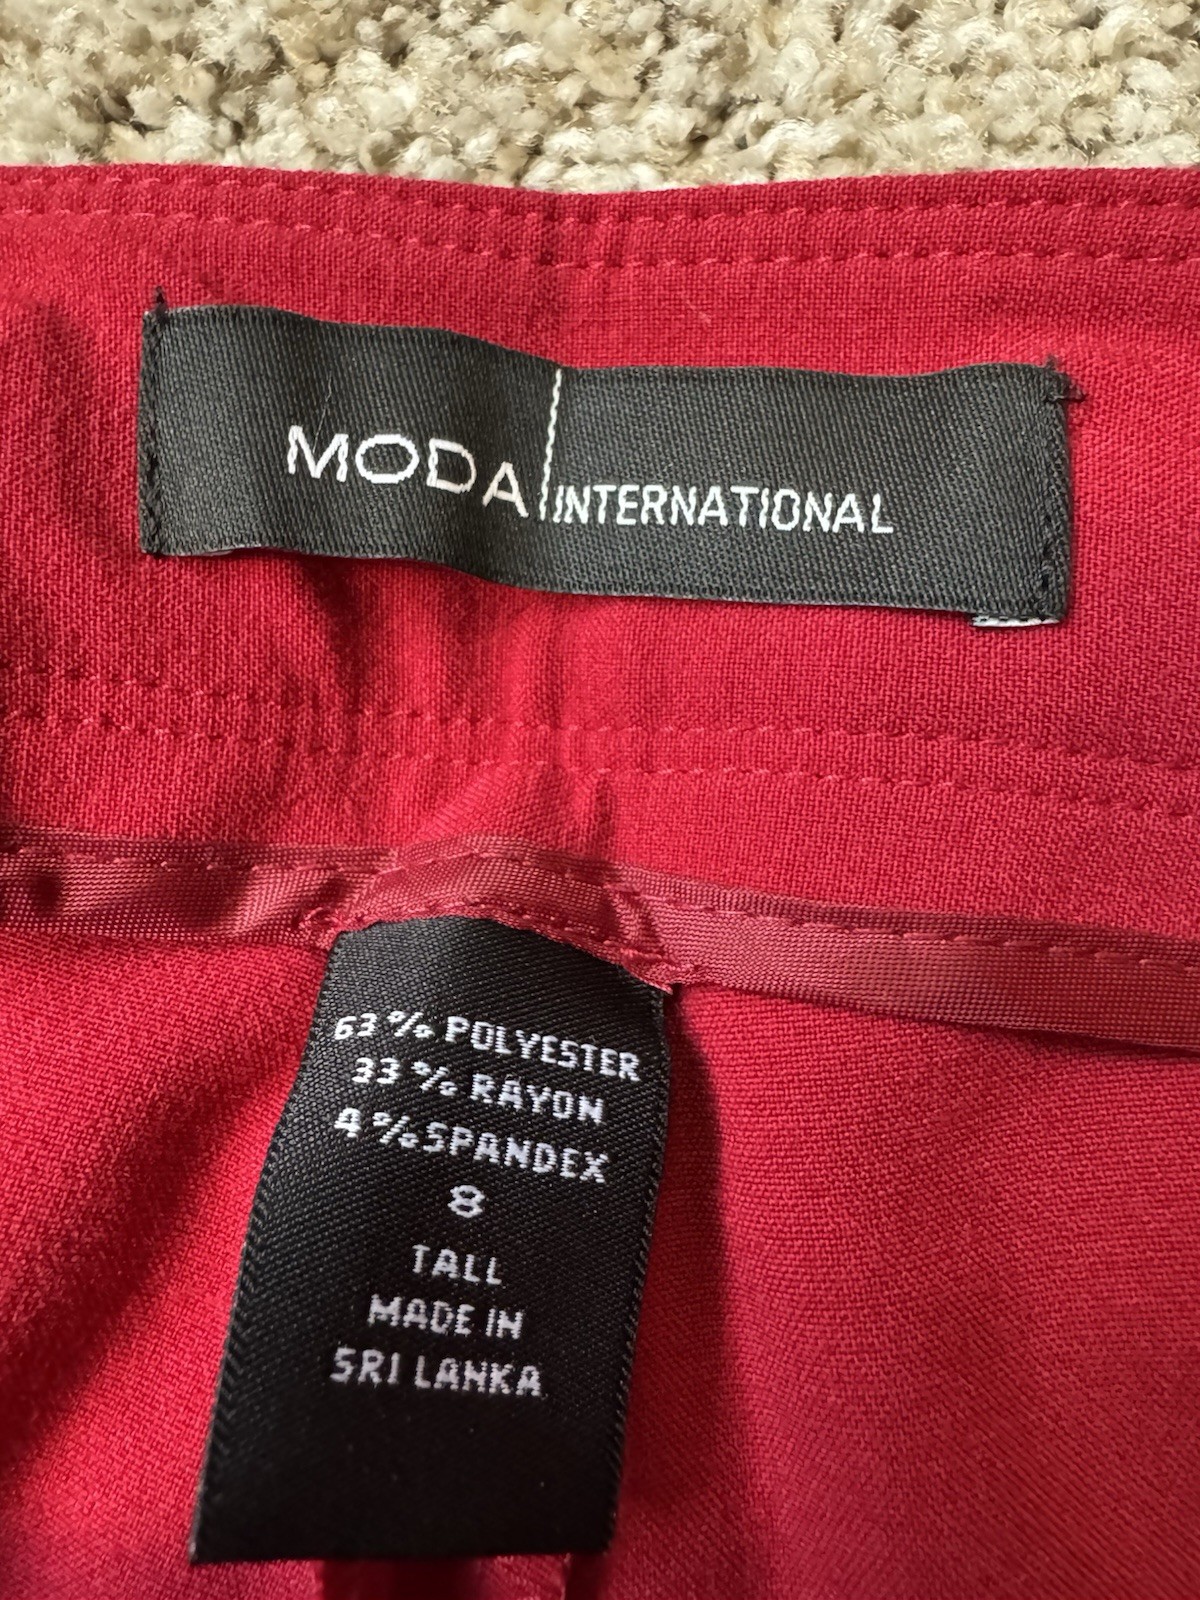 MODA INTERNATIONAL
63% POLYESTER
33% RAYON
4% SPANDEX
8
TALL
MADE IN
SRI LANKA